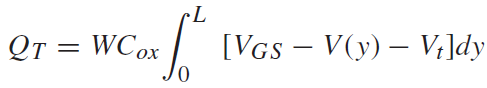 Q_T = WC_{ox} \int_0^L [V_{GS} − V(y) − V_t]dy